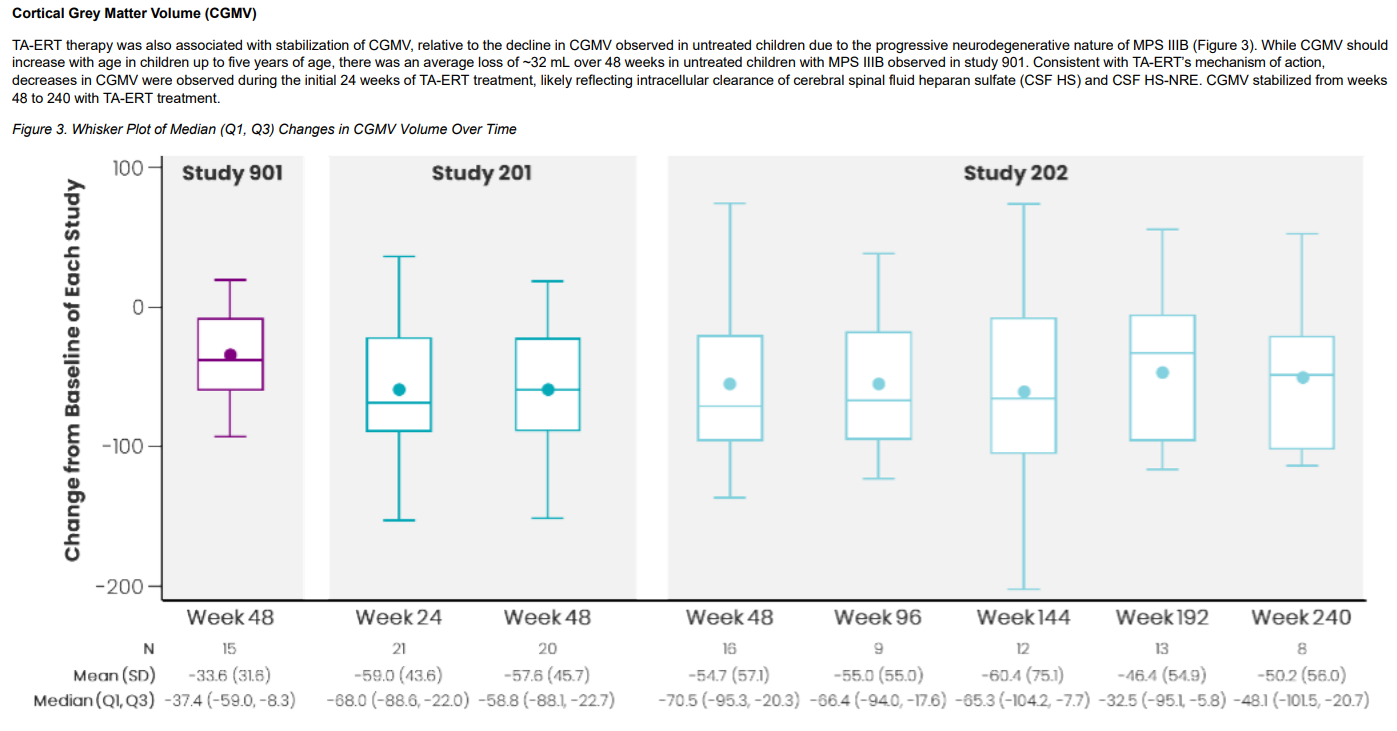 Cortical Grey Matter Volume (CGMV)
TA-ERT therapy was also associated with stabilization of CGMV, relative to the decline in CGMV observed in untreated children due to the progressive neurodegenerative nature of MPS IIIB (Figure 3). While CGMV should
increase with age in children up to five years of age, there was an average loss of ~32 mL over 48 weeks in untreated children with MPS IIIB observed in study 901. Consistent with TA-ERT's mechanism of action,
decreases in CGMV were observed during the initial 24 weeks of TA-ERT treatment, likely reflecting intracellular clearance of cerebral spinal fluid heparan sulfate (CSF HS) and CSF HS-NRE. CGMV stabilized from weeks
48 to 240 with TA-ERT treatment.
Figure 3. Whisker Plot of Median (Q1, Q3) Changes in CGMV Volume Over Time
Change from Baseline of Each Study
100
0
-100
-200
Study 901 Study 201 Study 202
Week 48 Week 24 Week 48 Week 48 Week 96 Week 144 Week 192 Week 240
N 15 21 20 16 9 12 13 8
Mean (SD) -33.6 (31.6) -59.0 (43.6) -57.6 (45.7) -54.7 (57.1) -55.0 (55.0) -60.4 (75.1) -46.4 (54.9) -50.2 (56.0)
Median (Q1, Q3) -37.4 (-59.0, -8.3) -68.0 (-88.6, -22.0) -58.8 (-88.1, -22.7) -70.5 (-95.3, -20.3) -66.4 (-94.0, -17.6) -65.3 (-104.2, -7.7) -32.5 (-95.1, -5.8) -48.1 (-101.5, -20.7)